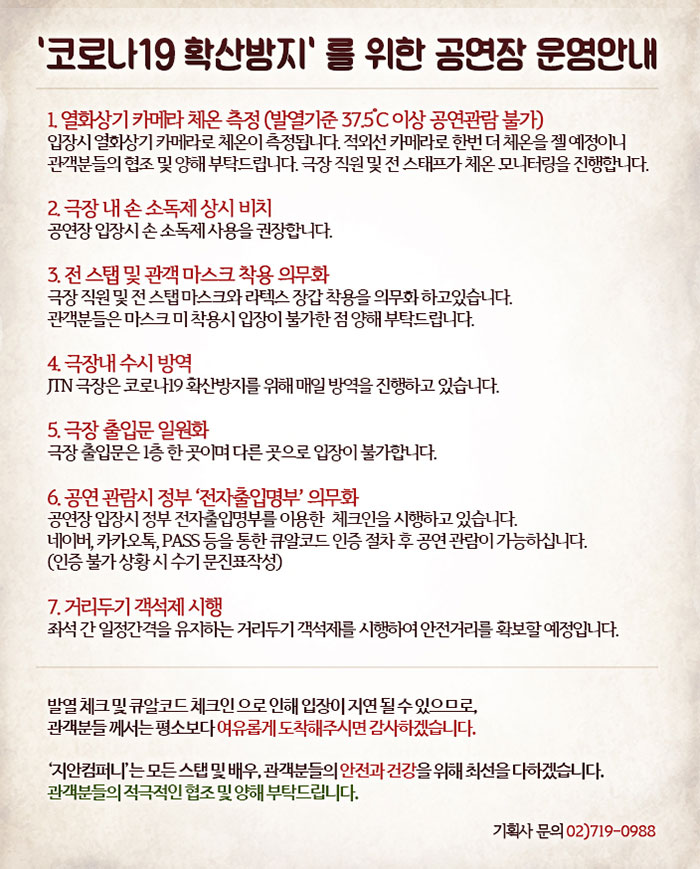 '코로나19 확산방지' 를 위한 공연장 운영안내
1. 열화상기 카메라 체온 측정 (발열기준 37.5℃ 이상 공연관람 불가)
입장시 열화상기 카메라로 체온이 측정됩니다. 적외선 카메라로 한번 더 체온을 잴 예정이니
관객분들의 협조 및 양해 부탁드립니다. 극장 직원 및 전 스태프가 체온 모니터링을 진행합니다.
2. 극장 내 손 소독제 상시 비치
공연장 입장시 손 소독제 사용을 권장합니다.
3. 전 스탭 및 관객 마스크 착용 의무화
극장 직원 및 전 스탭 마스크와 라텍스 장갑 착용을 의무화 하고있습니다.
관객분들은 마스크 미 착용시 입장이 불가한 점 양해 부탁드립니다.
4. 극장내 수시 방역
JTN 극장은 코로나19 확산방지를 위해 매일 방역을 진행하고 있습니다.
5. 극장 출입문 일원화
극장 출입문은 1층 한 곳이며 다른 곳으로 입장이 불가합니다.
6. 공연 관람시 정부 '전자출입명부' 의무화
공연장 입장시 정부 전자출입명부를 이용한 체크인을 시행하고 있습니다.
네이버, 카카오톡, PASS 등을 통한 큐알코드 인증 절차 후 공연 관람이 가능하십니다.
(인증 불가 상황 시 수기 문진표작성)
7. 거리두기 객석제 시행
좌석 간 일정간격을 유지하는 거리두기 객석제를 시행하여 안전거리를 확보할 예정입니다.
발열 체크 및 큐알코드 체크인 으로 인해 입장이 지연 될 수 있으므로,
관객분들 께서는 평소보다 여유롭게 도착해주시면 감사하겠습니다.
'지안컴퍼니'는 모든 스탭 및 배우, 관객분들의 안전과 건강을 위해 최선을 다하겠습니다.
관객분들의 적극적인 협조 및 양해 부탁드립니다.
기획사 문의 02)719-0988